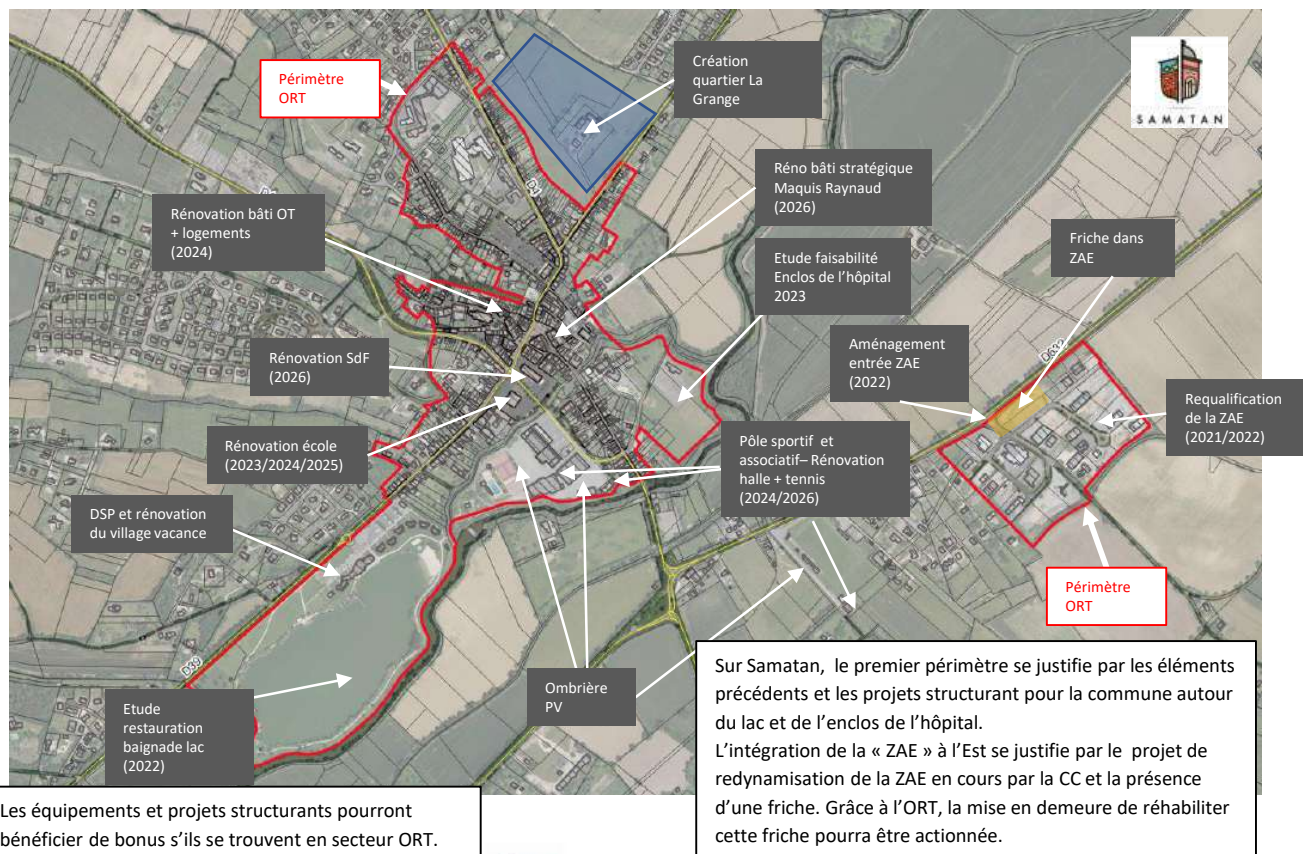 Périmètre
ORT
Création
quartier La
Grange
SAMATAN
Rénovation bâti OT
+ logements
(2024)
Réno bâti stratégique
Maquis Raynaud
(2026)
Etude faisabilité
Enclos de l’hôpital
2023
Friche dans
ZAE
Rénovation SdF
(2026)
Aménagement
entrée ZAE
(2022)
D632
Requalification
de la ZAE
(2021/2022)
Rénovation école
(2023/2024/2025)
Pôle sportif et
associatif– Rénovation
halle + tennis
(2024/2026)
DSP et rénovation
du village vacance
Périmètre
ORT
D39
Ombrière
PV
Etude
restauration
baignade lac
(2022)
Sur Samatan, le premier périmètre se justifie par les éléments
précédents et les projets structurant pour la commune autour
du lac et de l’enclos de l’hôpital.
L’intégration de la « ZAE » à l’Est se justifie par le projet de
redynamisation de la ZAE en cours par la CC et la présence
d’une friche. Grâce à l’ORT, la mise en demeure de réhabiliter
cette friche pourra être actionnée.
Les équipements et projets structurants pourront
bénéficier de bonus s’ils se trouvent en secteur ORT.